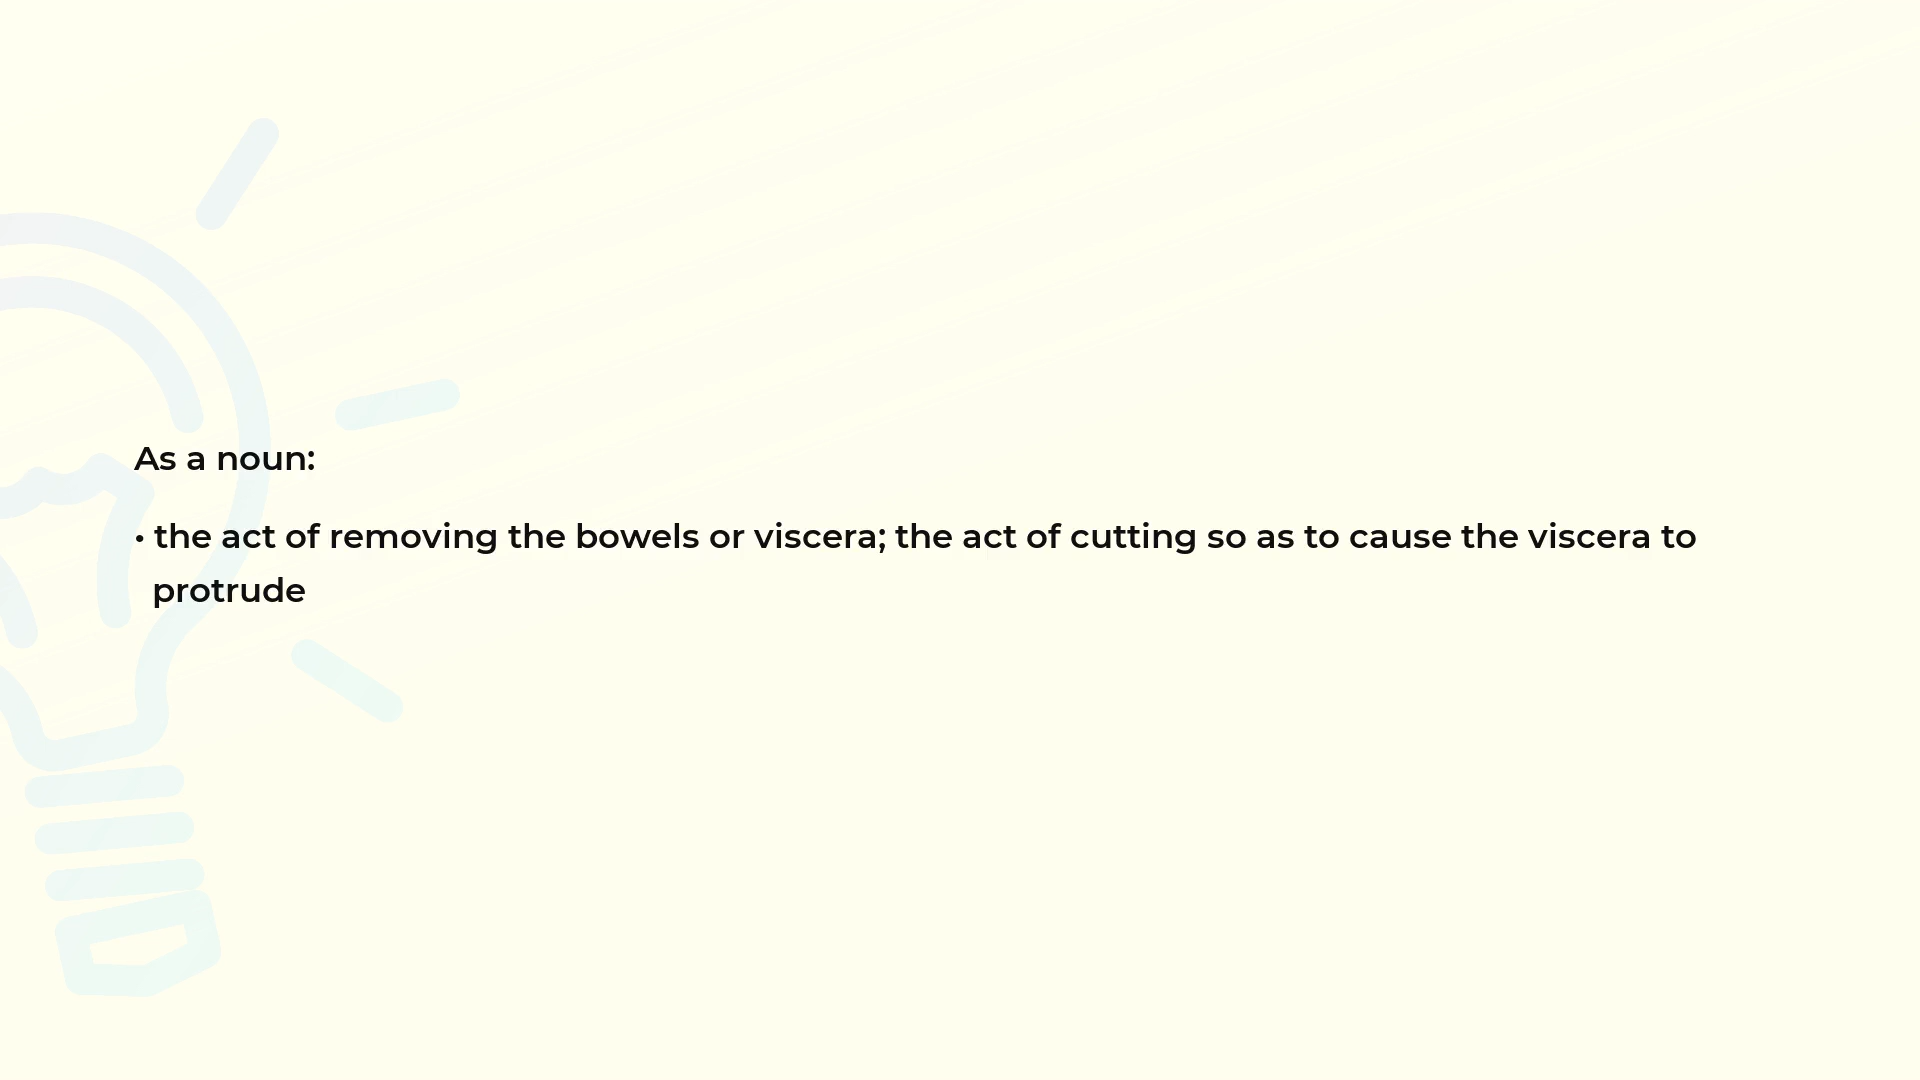 As a noun:
• the act of removing the bowels or viscera; the act of cutting so as to cause the viscera to
protrude